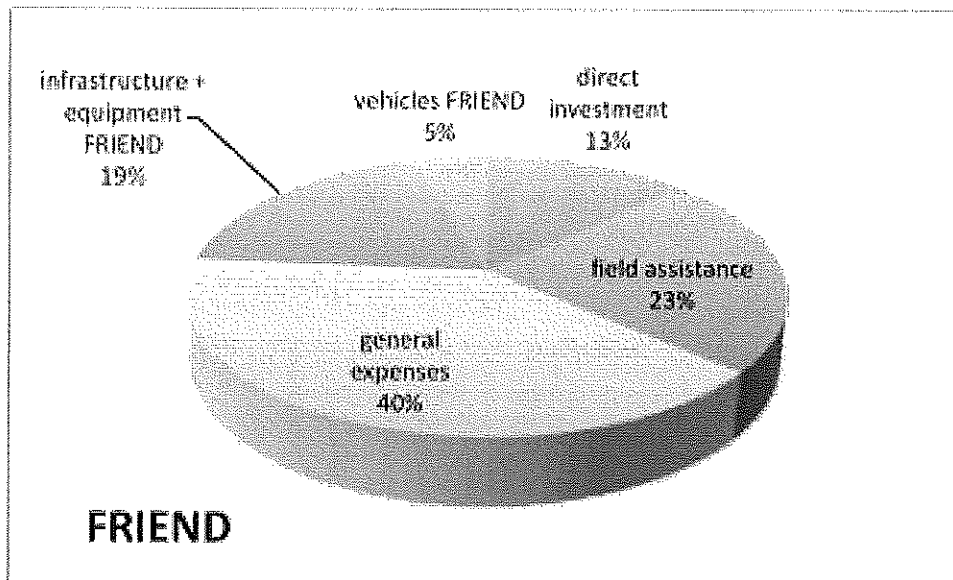 infrastructure +
equipment
FRIEND
19%
vehicles FRIEND
5%
direct
investment
13%
field assistance
23%
general
expenses
40%
FRIEND